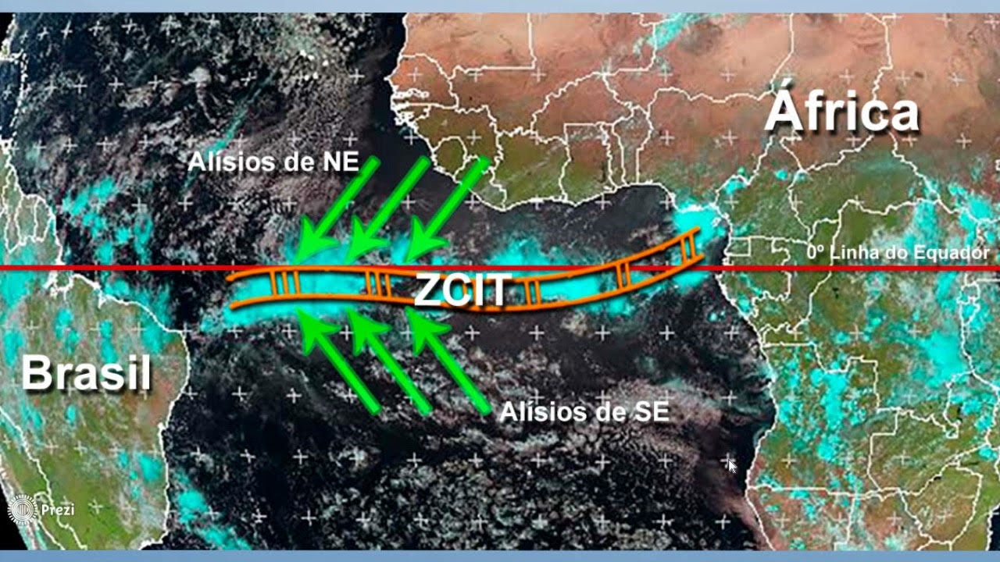 África
Alísios de NE
0º Linha do Equador
ZCIT
Brasil
Alísios de SE
Prezi